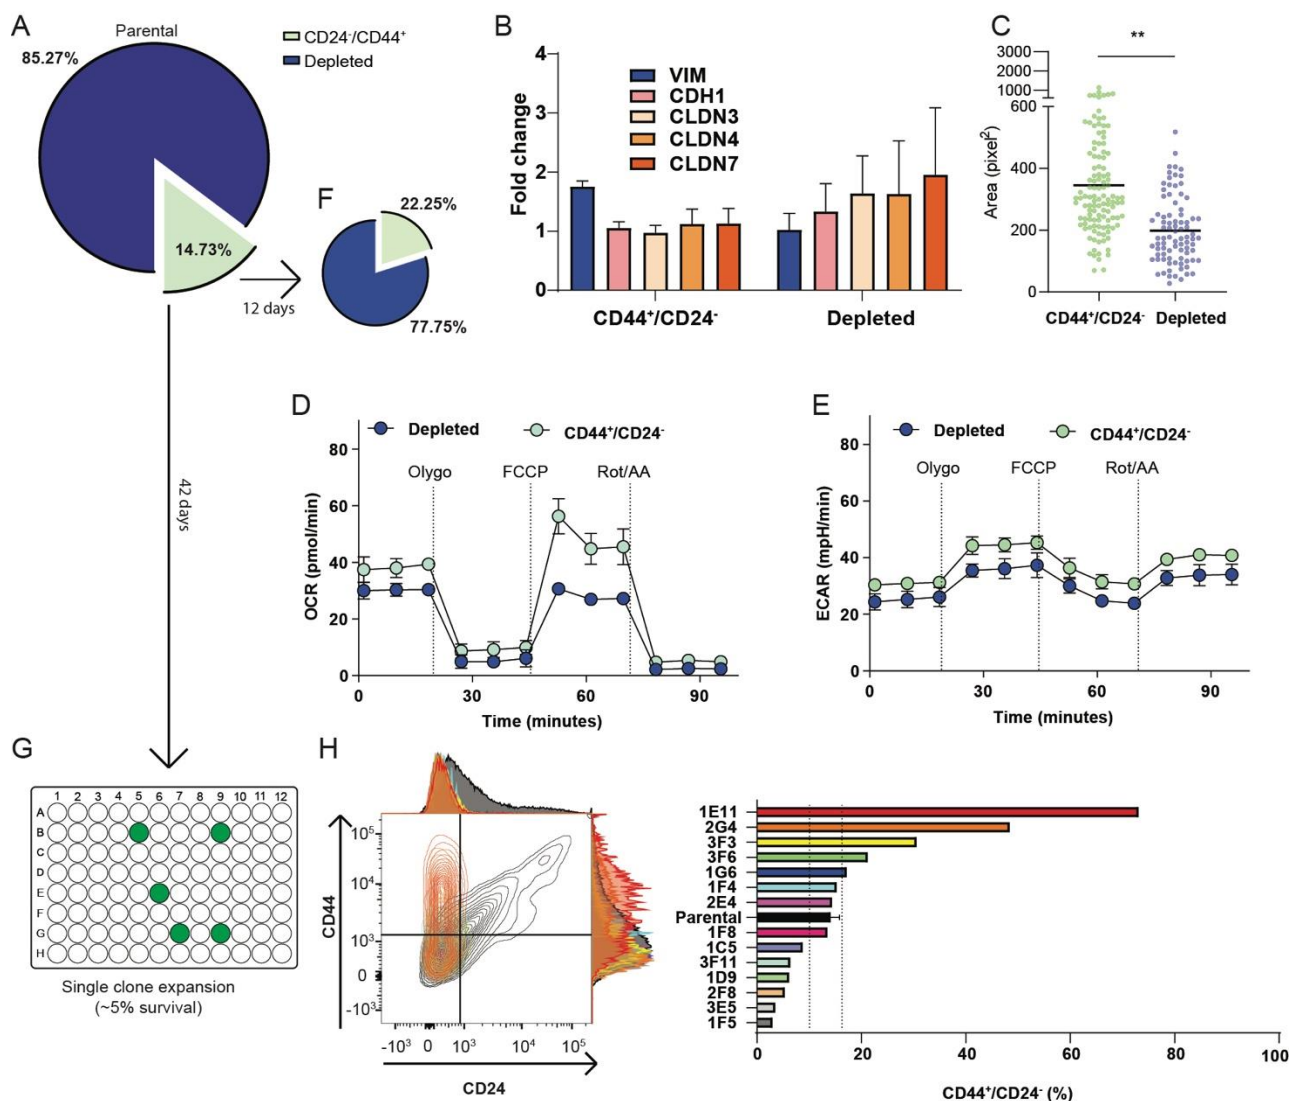 A
Parental
85.27%
CD24⁻/CD44⁺
Depleted
14.73%
12 days
F
22.25%
77.75%
42 days
B
Fold change
4
3
2
1
0
VIM
CDH1
CLDN3
CLDN4
CLDN7
CD44⁺/CD24⁻
Depleted
C
**
Area (pixel²)
3000
2000
1000
600
400
200
0
CD44⁺/CD24⁻ Depleted
D
Depleted
CD44⁺/CD24⁻
Olygo
FCCP
Rot/AA
OCR (pmol/min)
80
60
40
20
0
0 30 60 90
Time (minutes)
E
Depleted
CD44⁺/CD24⁻
Olygo
FCCP
Rot/AA
ECAR (mpH/min)
80
60
40
20
0
0 30 60 90
Time (minutes)
G
1 2 3 4 5 6 7 8 9 10 11 12
A
B
C
D
E
F
G
H
Single clone expansion
(~5% survival)
H
CD44
10⁵
10⁴
10³
0
-10³
-10³ 0 10³ 10⁴ 10⁵
CD24
1E11
2G4
3F3
3F6
1G6
1F4
2E4
Parental
1F8
1C5
3F11
1D9
2F8
3E5
1F5
0 20 40 60 80 100
CD44⁺/CD24⁻ (%)